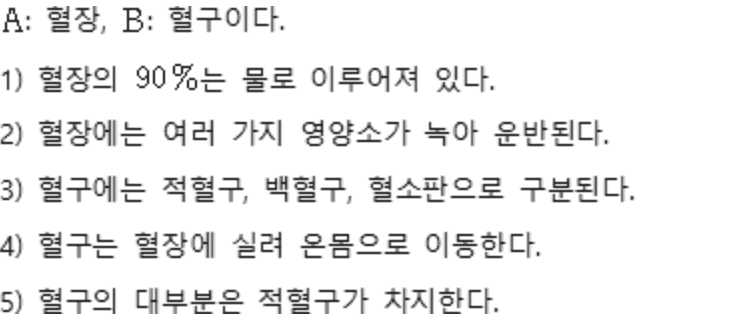 A: 혈장, B: 혈구이다.
1) 혈장의 90%는 물로 이루어져 있다.
2) 혈장에는 여러 가지 영양소가 녹아 운반된다.
3) 혈구에는 적혈구, 백혈구, 혈소판으로 구분된다.
4) 혈구는 혈장에 실려 온몸으로 이동한다.
5) 혈구의 대부분은 적혈구가 차지한다.